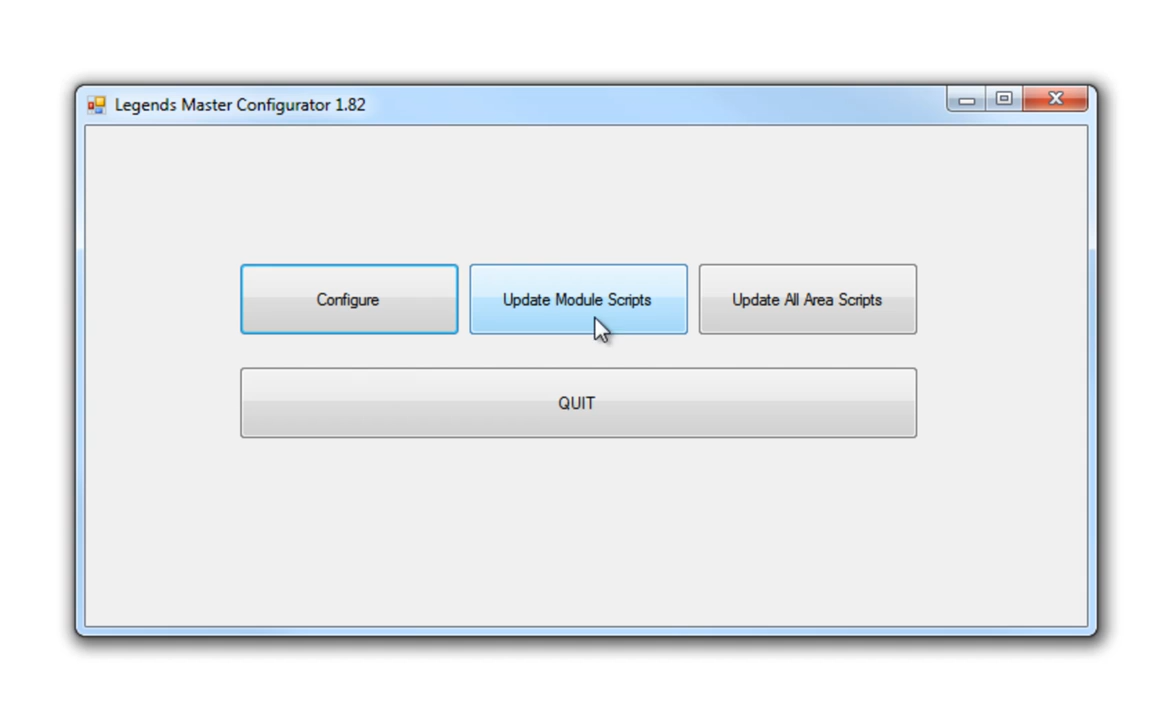 Legends Master Configurator 1.82
Configure
Update Module Scripts
Update All Area Scripts
QUIT